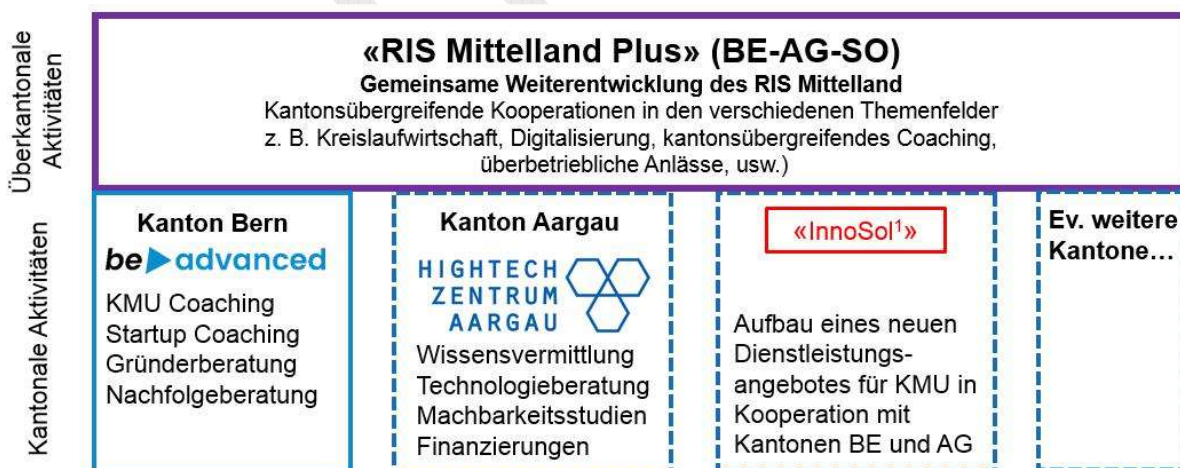 Überkantonale
Aktivitäten
«RIS Mittelland Plus» (BE-AG-SO)
Gemeinsame Weiterentwicklung des RIS Mittelland
Kantonsübergreifende Kooperationen in den verschiedenen Themenfelder
z. B. Kreislaufwirtschaft, Digitalisierung, kantonsübergreifendes Coaching,
überbetriebliche Anlässe, usw.)
Kantonale Aktivitäten
Kanton Bern
be advanced
KMU Coaching
Startup Coaching
Gründerberatung
Nachfolgeberatung
Kanton Aargau
HIGHTECH
ZENTRUM
AARGAU
Wissensvermittlung
Technologieberatung
Machbarkeitsstudien
Finanzierungen
«InnoSol¹»
Aufbau eines neuen
Dienstleistungs-
angebotes für KMU in
Kooperation mit
Kantonen BE und AG
Ev. weitere
Kantone…